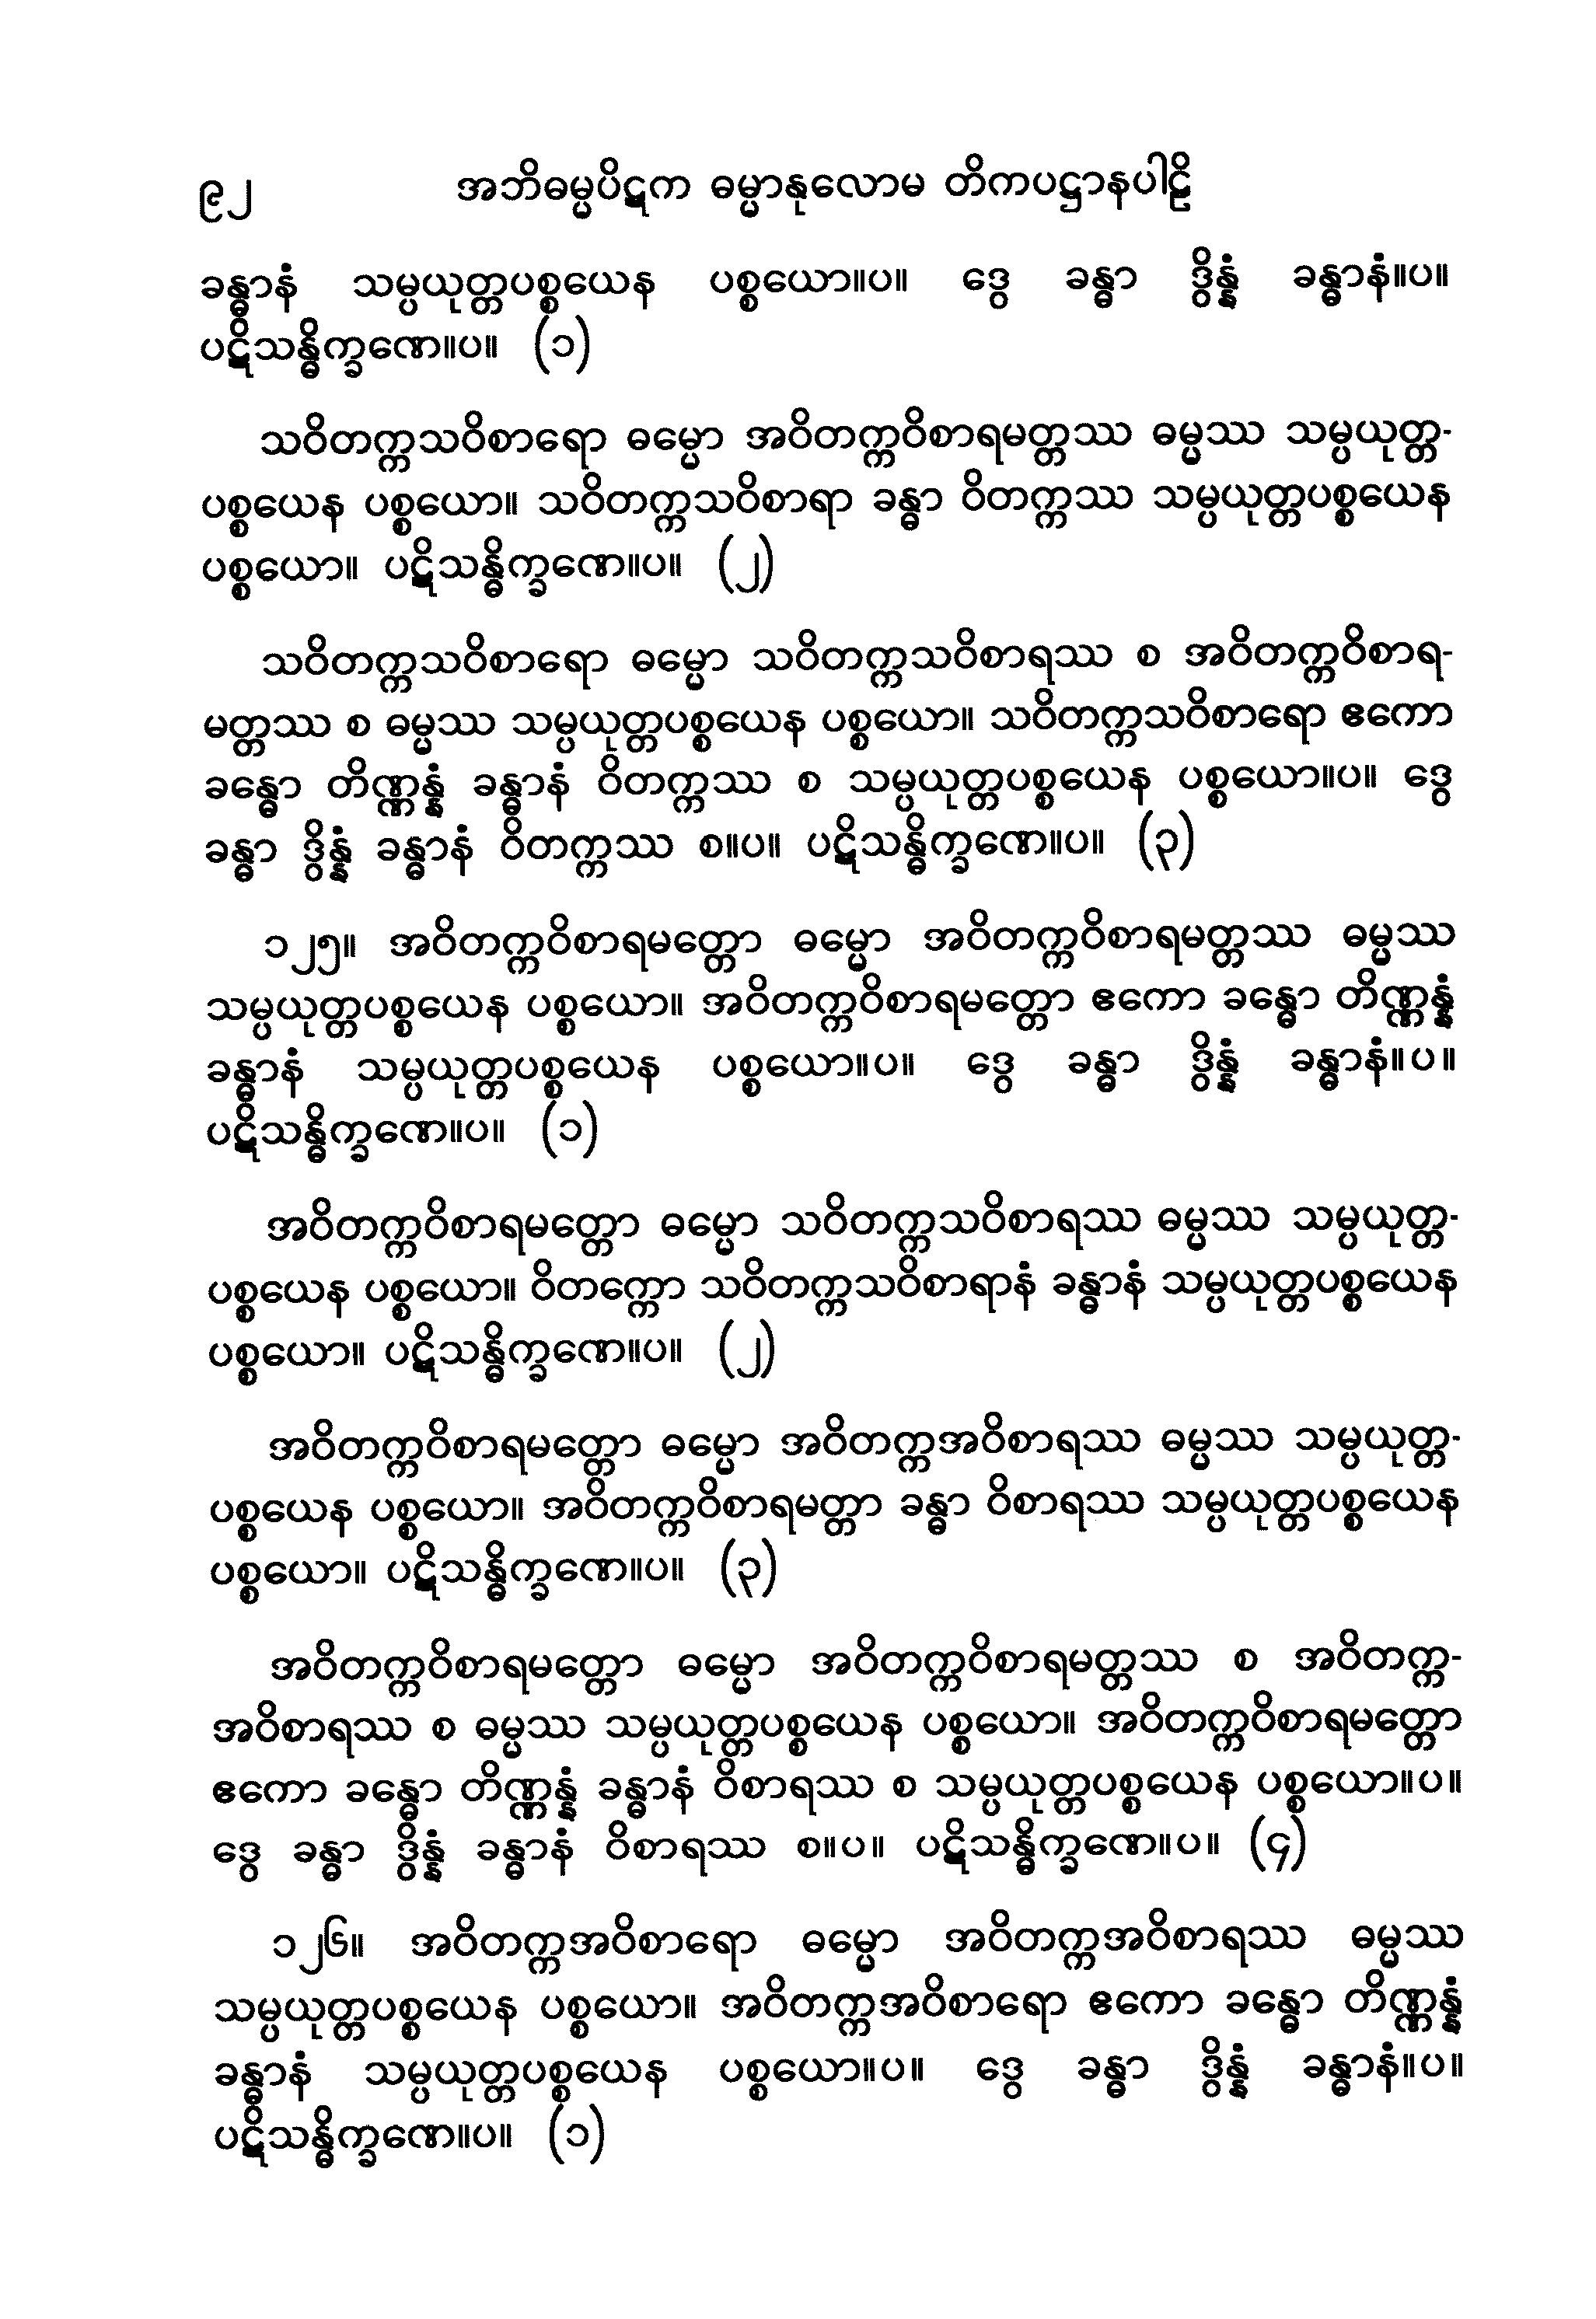 ၉၂ အဘိဓမ္မပိဋက ဓမ္မာနုလောမ တိကပဋ္ဌာနပါဠိ
ခန္ဓာနံ သမ္ပယုတ္တပစ္စယေန ပစ္စယော။ပ။ ဒွေ ခန္ဓာ ဒွိန္နံ ခန္ဓာနံ။ပ။
ပဋိသန္ဓိက္ခဏေ။ပ။ (၁)
သဝိတက္ကသဝိစာရော ဓမ္မော အဝိတက္ကဝိစာရမတ္တဿ ဓမ္မဿ သမ္ပယုတ္တ-
ပစ္စယေန ပစ္စယော။ သဝိတက္ကသဝိစာရာ ခန္ဓာ ဝိတက္ကဿ သမ္ပယုတ္တပစ္စယေန
ပစ္စယော။ ပဋိသန္ဓိက္ခဏေ။ပ။ (၂)
သဝိတက္ကသဝိစာရော ဓမ္မော သဝိတက္ကသဝိစာရဿ စ အဝိတက္ကဝိစာရ-
မတ္တဿ စ ဓမ္မဿ သမ္ပယုတ္တပစ္စယေန ပစ္စယော။ သဝိတက္ကသဝိစာရော ဧကော
ခန္ဓော တိဏ္ဏန္နံ ခန္ဓာနံ ဝိတက္ကဿ စ သမ္ပယုတ္တပစ္စယေန ပစ္စယော။ပ။ ဒွေ
ခန္ဓာ ဒွိန္နံ ခန္ဓာနံ ဝိတက္ကဿ စ။ပ။ ပဋိသန္ဓိက္ခဏေ။ပ။ (၃)
၁၂၅။ အဝိတက္ကဝိစာရမတ္တော ဓမ္မော အဝိတက္ကဝိစာရမတ္တဿ ဓမ္မဿ
သမ္ပယုတ္တပစ္စယေန ပစ္စယော။ အဝိတက္ကဝိစာရမတ္တော ဧကော ခန္ဓော တိဏ္ဏန္နံ
ခန္ဓာနံ သမ္ပယုတ္တပစ္စယေန ပစ္စယော။ပ။ ဒွေ ခန္ဓာ ဒွိန္နံ ခန္ဓာနံ။ပ။
ပဋိသန္ဓိက္ခဏေ။ပ။ (၁)
အဝိတက္ကဝိစာရမတ္တော ဓမ္မော သဝိတက္ကသဝိစာရဿ ဓမ္မဿ သမ္ပယုတ္တ-
ပစ္စယေန ပစ္စယော။ ဝိတက္ကော သဝိတက္ကသဝိစာရာနံ ခန္ဓာနံ သမ္ပယုတ္တပစ္စယေန
ပစ္စယော။ ပဋိသန္ဓိက္ခဏေ။ပ။ (၂)
အဝိတက္ကဝိစာရမတ္တော ဓမ္မော အဝိတက္ကအဝိစာရဿ ဓမ္မဿ သမ္ပယုတ္တ-
ပစ္စယေန ပစ္စယော။ အဝိတက္ကဝိစာရမတ္တာ ခန္ဓာ ဝိစာရဿ သမ္ပယုတ္တပစ္စယေန
ပစ္စယော။ ပဋိသန္ဓိက္ခဏေ။ပ။ (၃)
အဝိတက္ကဝိစာရမတ္တော ဓမ္မော အဝိတက္ကဝိစာရမတ္တဿ စ အဝိတက္က-
အဝိစာရဿ စ ဓမ္မဿ သမ္ပယုတ္တပစ္စယေန ပစ္စယော။ အဝိတက္ကဝိစာရမတ္တော
ဧကော ခန္ဓော တိဏ္ဏန္နံ ခန္ဓာနံ ဝိစာရဿ စ သမ္ပယုတ္တပစ္စယေန ပစ္စယော။ပ။
ဒွေ ခန္ဓာ ဒွိန္နံ ခန္ဓာနံ ဝိစာရဿ စ။ပ။ ပဋိသန္ဓိက္ခဏေ။ပ။ (၄)
၁၂၆။ အဝိတက္ကအဝိစာရော ဓမ္မော အဝိတက္ကအဝိစာရဿ ဓမ္မဿ
သမ္ပယုတ္တပစ္စယေန ပစ္စယော။ အဝိတက္ကအဝိစာရော ဧကော ခန္ဓော တိဏ္ဏန္နံ
ခန္ဓာနံ သမ္ပယုတ္တပစ္စယေန ပစ္စယော။ပ။ ဒွေ ခန္ဓာ ဒွိန္နံ ခန္ဓာနံ။ပ။
ပဋိသန္ဓိက္ခဏေ။ပ။ (၁)